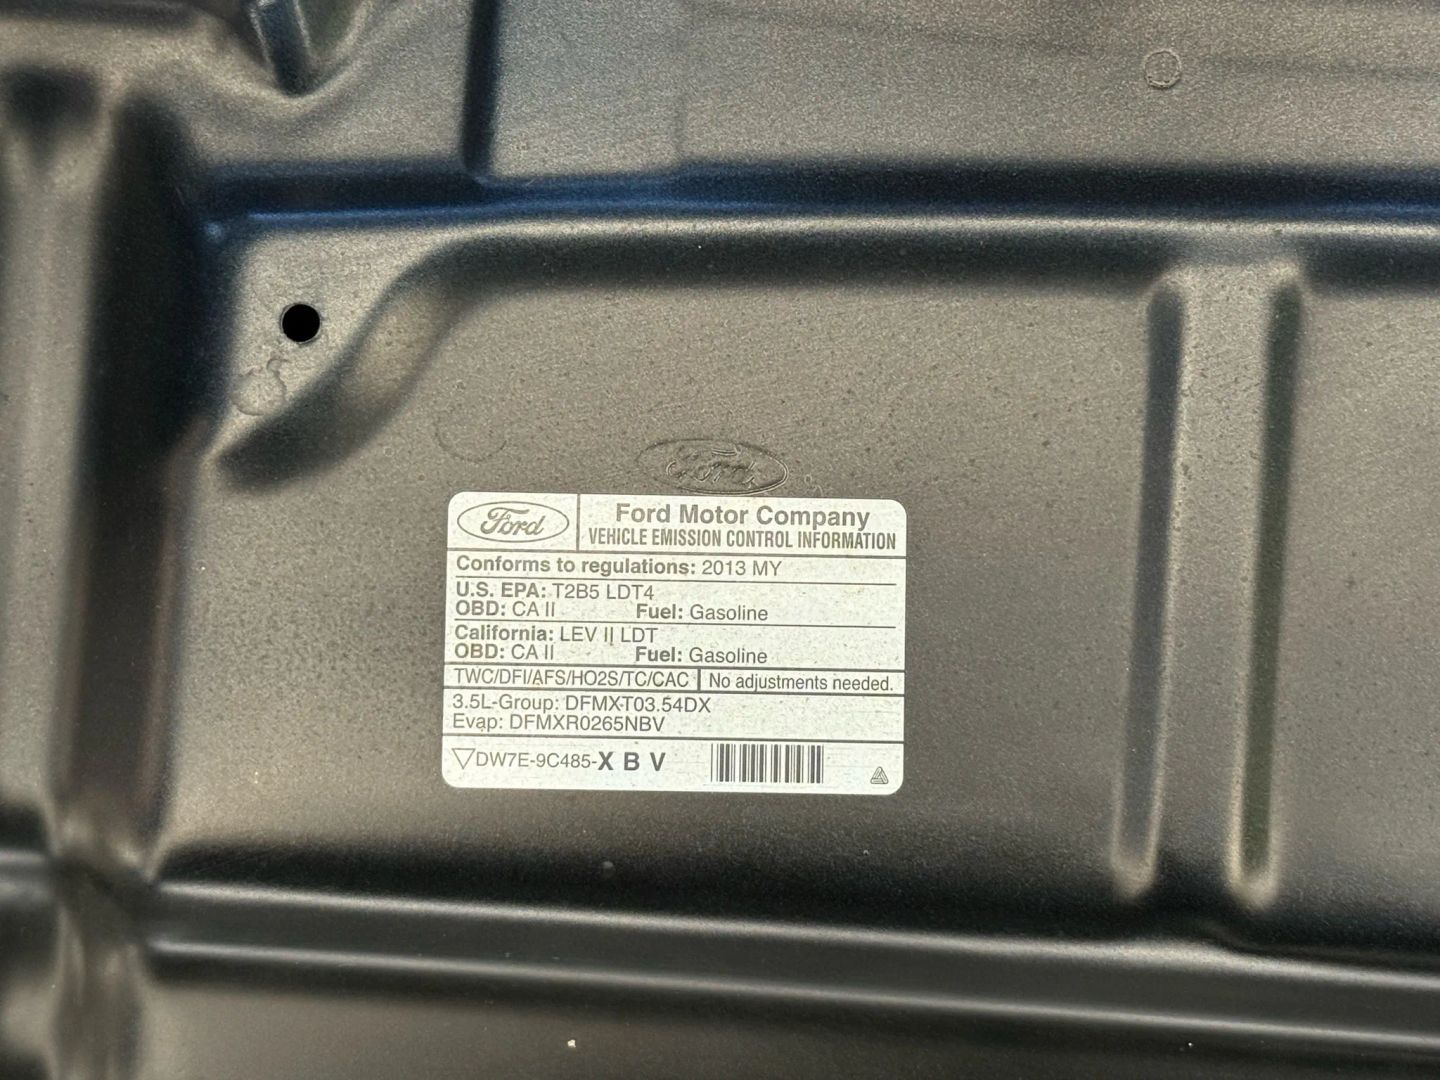 Ford
Ford
Ford Motor Company
VEHICLE EMISSION CONTROL INFORMATION
Conforms to regulations: 2013 MY
U.S. EPA: T2B5 LDT4
OBD: CA II Fuel: Gasoline
California: LEV II LDT
OBD: CA II Fuel: Gasoline
TWC/DFI/AFS/HO2S/TC/CAC No adjustments needed.
3.5L-Group: DFMXT03.54DX
Evap: DFMXR0265NBV
DW7E-9C485-X B V